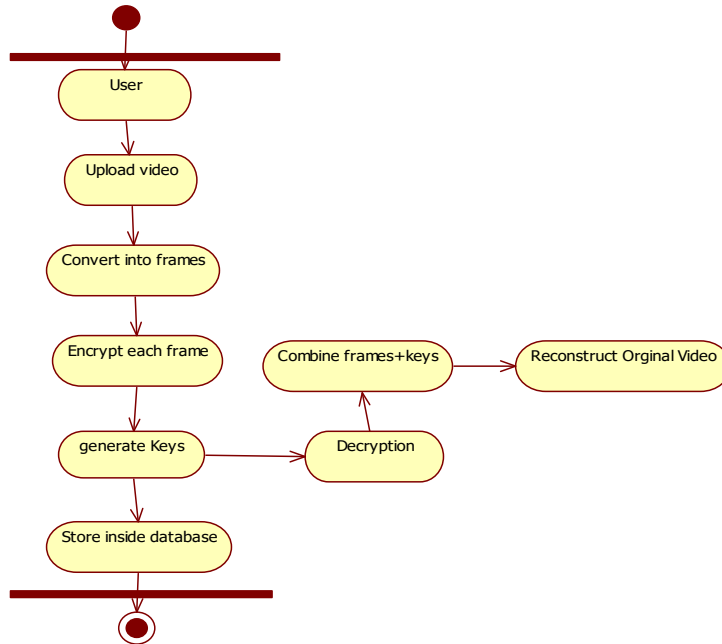 User
Upload video
Convert into frames
Encrypt each frame
Combine frames+keys
Reconstruct Orginal Video
generate Keys
Decryption
Store inside database